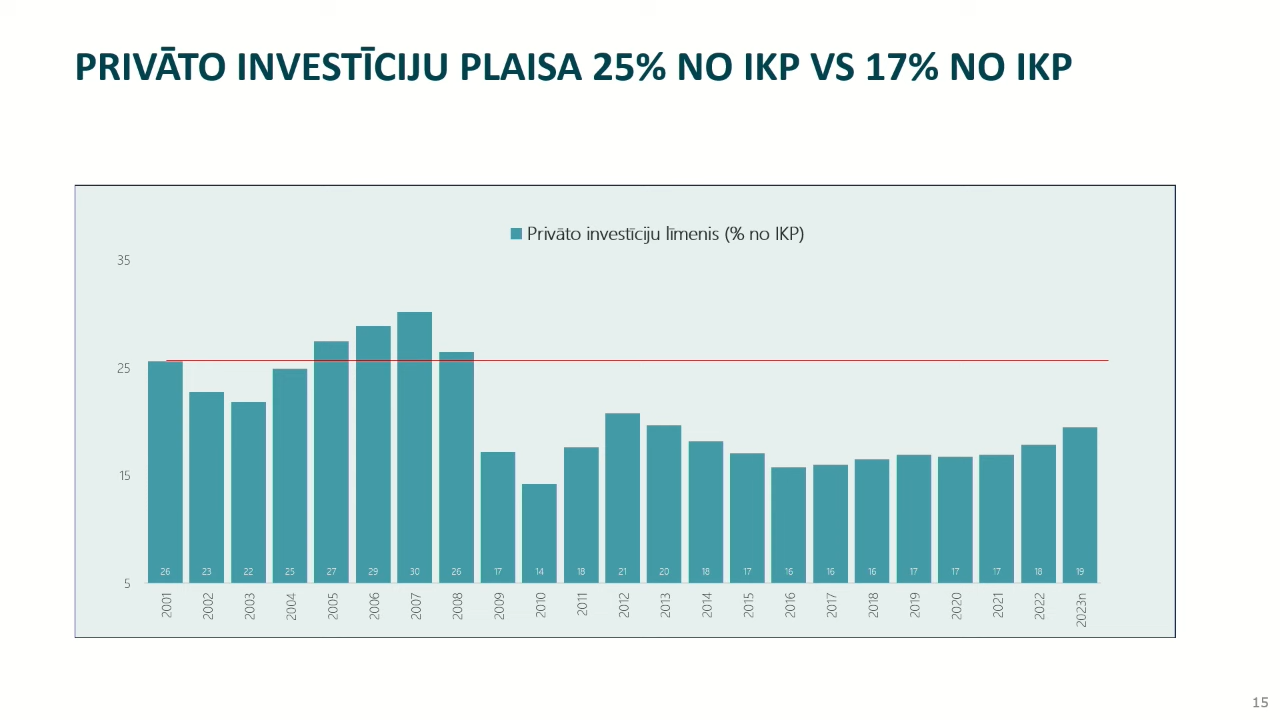 PRIVĀTO INVESTĪCIJU PLAISA 25% NO IKP VS 17% NO IKP
Privāto investīciju līmenis (% no IKP)
35
25
15
5
26 23 22 25 27 29 30 26 17 14 18 21 20 18 17 16 16 16 17 17 17 18 19
2001 2002 2003 2004 2005 2006 2007 2008 2009 2010 2011 2012 2013 2014 2015 2016 2017 2018 2019 2020 2021 2022 2023n
15